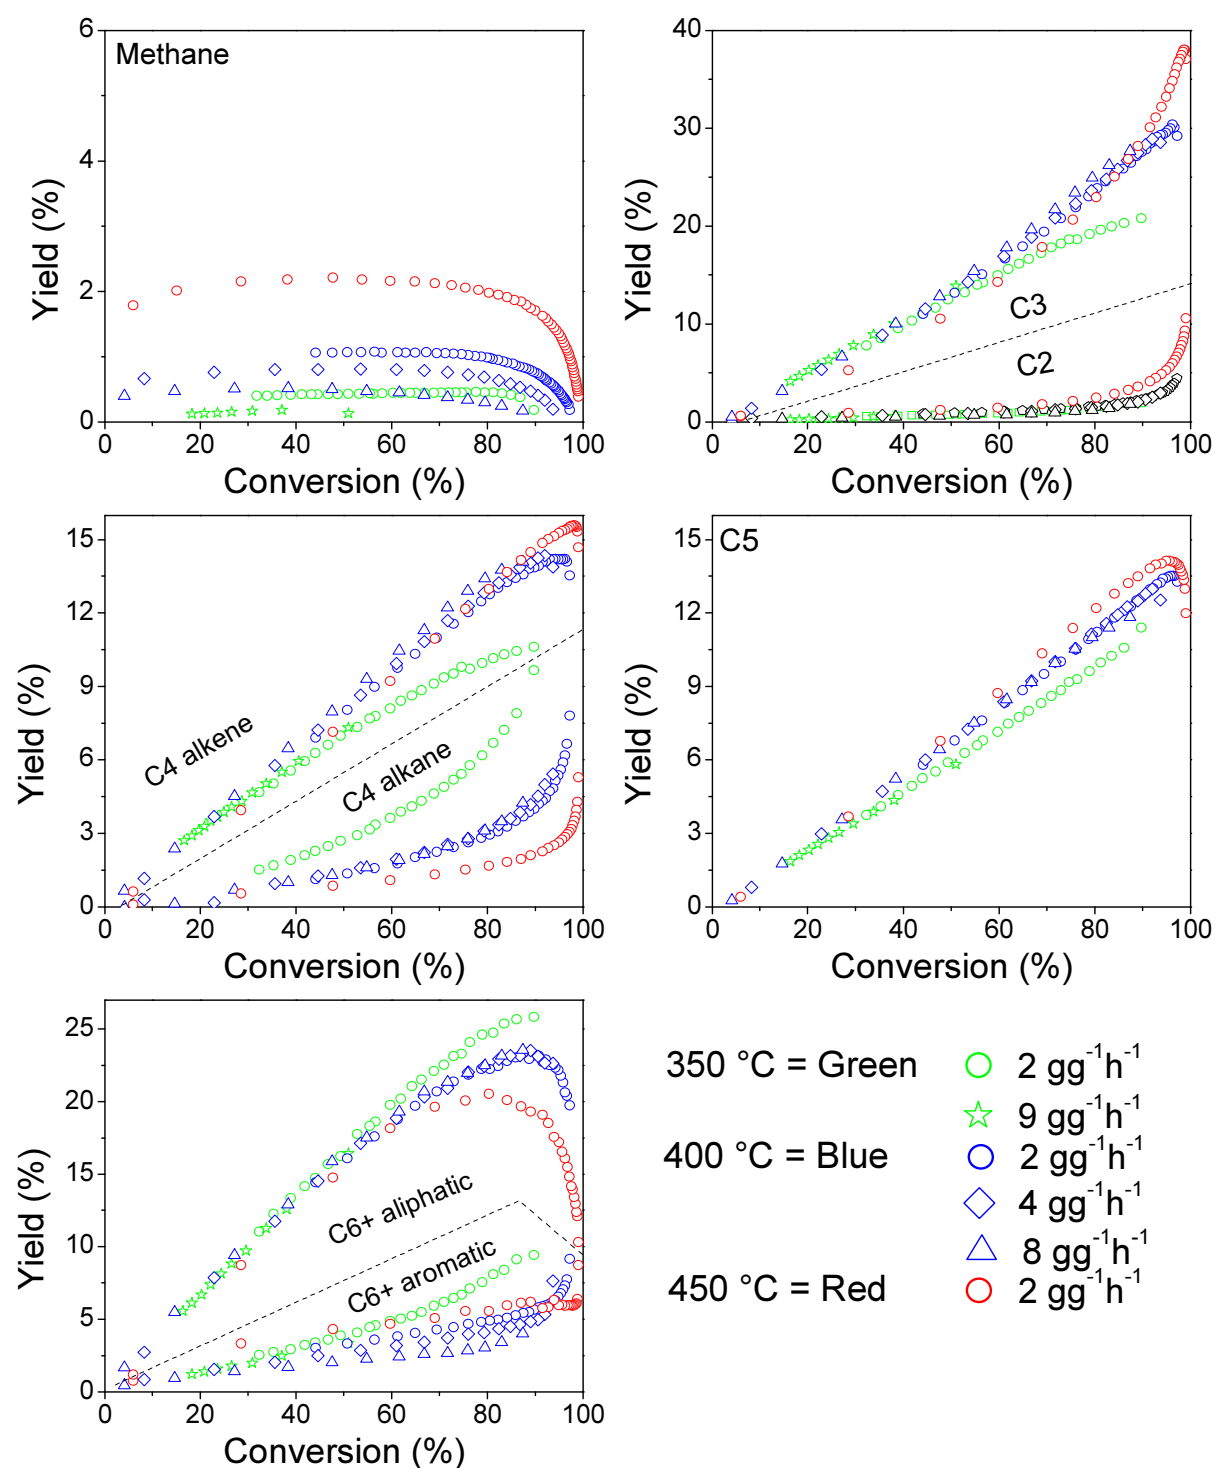 Methane
6
4
2
0
Yield (%)
0 20 40 60 80 100
Conversion (%)
40
30
20
10
0
Yield (%)
C3
C2
0 20 40 60 80 100
Conversion (%)
15
12
9
6
3
0
Yield (%)
C4 alkene
C4 alkane
0 20 40 60 80 100
Conversion (%)
C5
15
12
9
6
3
0
Yield (%)
0 20 40 60 80 100
Conversion (%)
25
20
15
10
5
0
Yield (%)
C6+ aliphatic
C6+ aromatic
0 20 40 60 80 100
Conversion (%)
350 °C = Green 2 gg⁻¹h⁻¹
9 gg⁻¹h⁻¹
400 °C = Blue 2 gg⁻¹h⁻¹
4 gg⁻¹h⁻¹
8 gg⁻¹h⁻¹
450 °C = Red 2 gg⁻¹h⁻¹